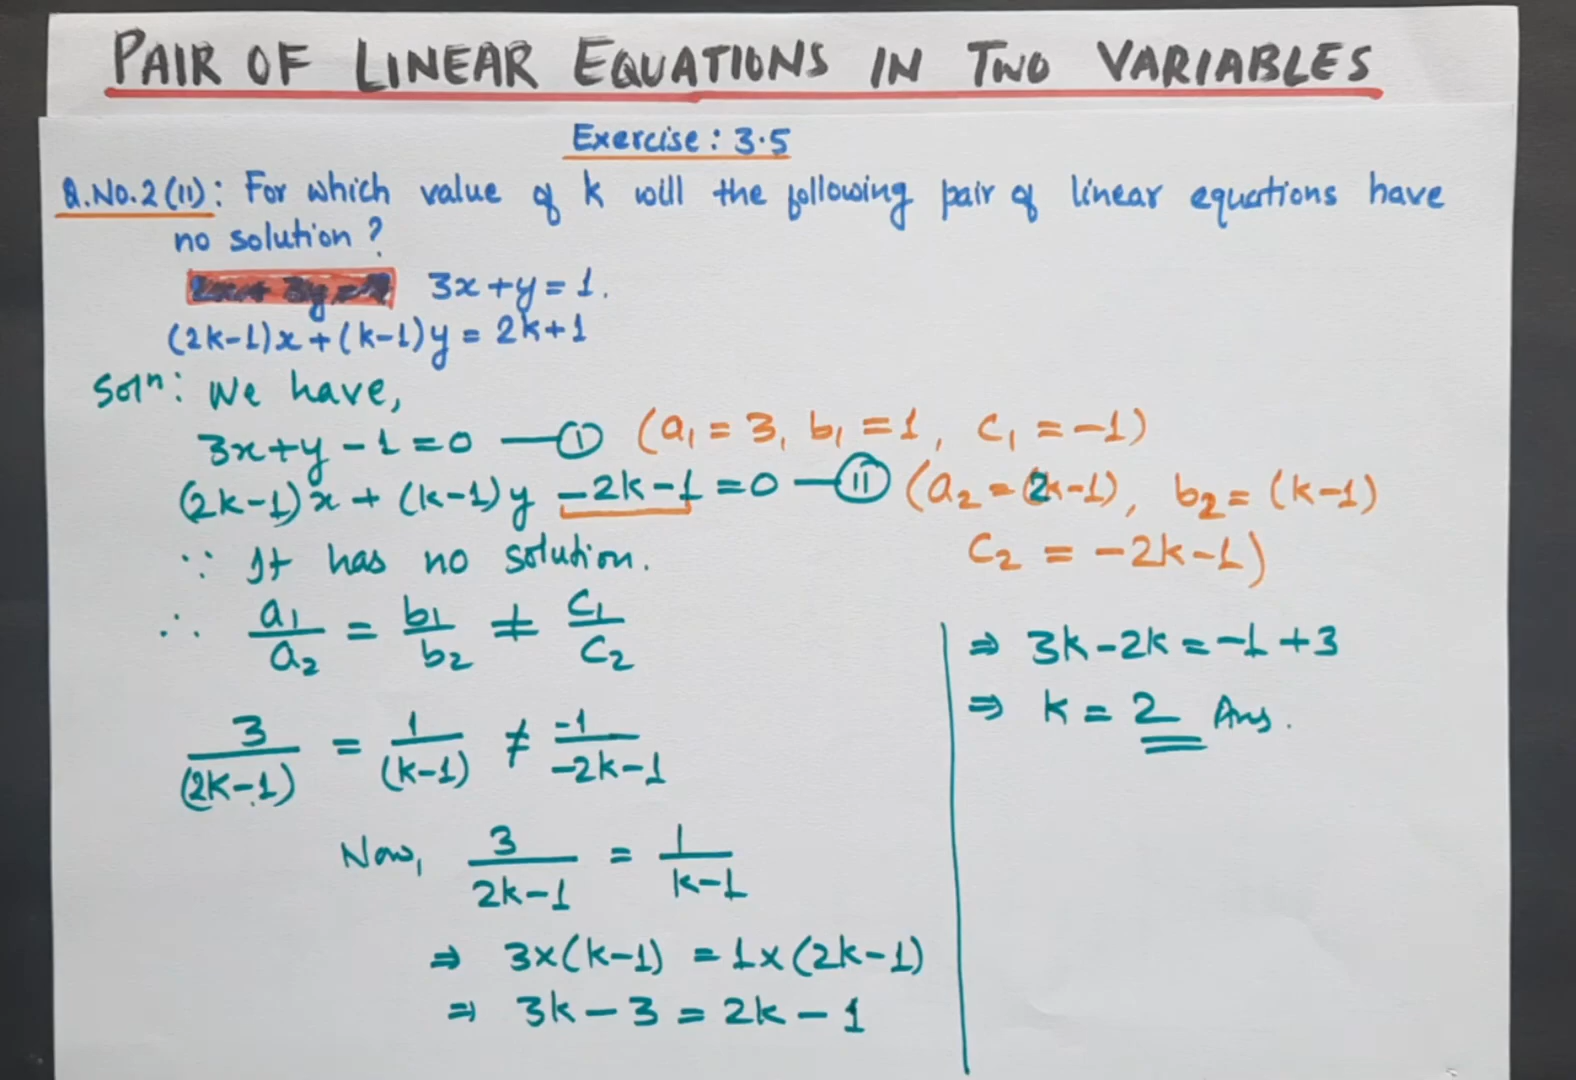 PAIR OF LINEAR EQUATIONS IN TWO VARIABLES
Exercise: 3.5
Q.No.2(II): For which value of k will the following pair of linear equations have
no solution?
3x+y=1.
(2k-1)x+(k-1)y = 2k+1
Solⁿ: We have,
3x+y-1=0 —(I) (a₁=3, b₁=1, c₁=-1)
(2k-1)x+(k-1)y -2k-1=0 —(II) (a₂=(2k-1), b₂=(k-1)
c₂ = -2k-1)
∵ It has no solution.
∴ a₁/a₂ = b₁/b₂ ≠ c₁/c₂
3/(2k-1) = 1/(k-1) ≠ -1/-2k-1
Now, 3/2k-1 = 1/k-1
⇒ 3×(k-1) = 1×(2k-1)
⇒ 3k-3 = 2k-1
⇒ 3k-2k=-1+3
⇒ k=2 Ans.